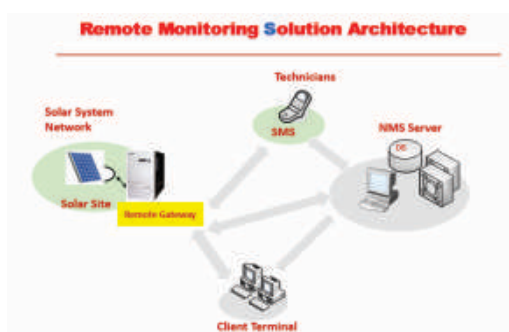 Remote Monitoring Solution Architecture
Technicians
Solar System
Network
SMS
NMS Server
DB
Solar Site
Remote Gateway
Client Terminal